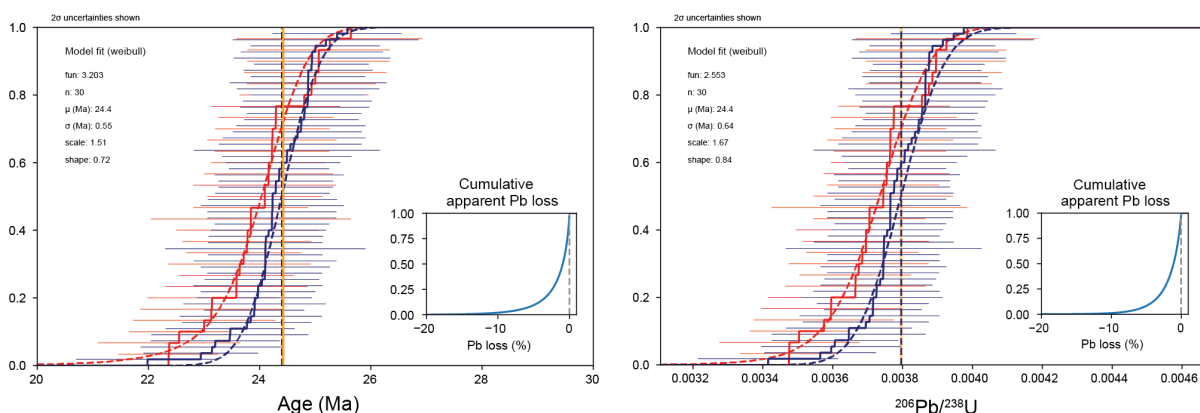 2σ uncertainties shown
Model fit (weibull)
fun: 3.203
n: 30
μ (Ma): 24.4
σ (Ma): 0.55
scale: 1.51
shape: 0.72
1.0
0.8
0.6
0.4
0.2
0.0
20
22
24
26
28
30
Age (Ma)
Cumulative
apparent Pb loss
1.00
0.75
0.50
0.25
0.00
−20
−10
0
Pb loss (%)
2σ uncertainties shown
Model fit (weibull)
fun: 2.553
n: 30
μ (Ma): 24.4
σ (Ma): 0.64
scale: 1.67
shape: 0.84
1.0
0.8
0.6
0.4
0.2
0.0
0.0032
0.0034
0.0036
0.0038
0.0040
0.0042
0.0044
0.0046
²⁰⁶Pb/²³⁸U
Cumulative
apparent Pb loss
1.00
0.75
0.50
0.25
0.00
−20
−10
0
Pb loss (%)